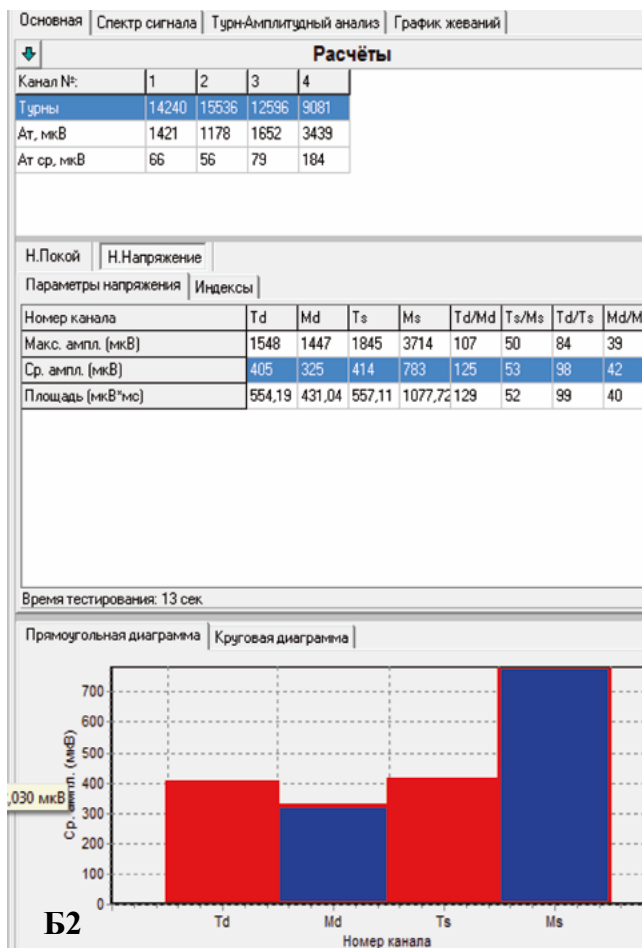 Основная Спектр сигнала Турн-Амплитудный анализ График жеваний
Расчёты
Канал №: 1 2 3 4
Турны 14240 15536 12596 9081
Ат, мкВ 1421 1178 1652 3439
Ат ср, мкВ 66 56 79 184
Н.Покой Н.Напряжение
Параметры напряжения Индексы
Номер канала Td Md Ts Ms Td/Md Ts/Ms Td/Ts Md/M
Макс. ампл. (мкВ) 1548 1447 1845 3714 107 50 84 39
Ср. ампл. (мкВ) 405 325 414 783 125 53 98 42
Площадь (мкВ*мс) 554,19 431,04 557,11 1077,72 129 52 99 40
Время тестирования: 13 сек
Прямоугольная диаграмма Круговая диаграмма
Ср. ампл. (мкВ)
700
600
500
400
,030 мкВ
300
200
100
0
Td Md Ts Ms
Номер канала
Б2